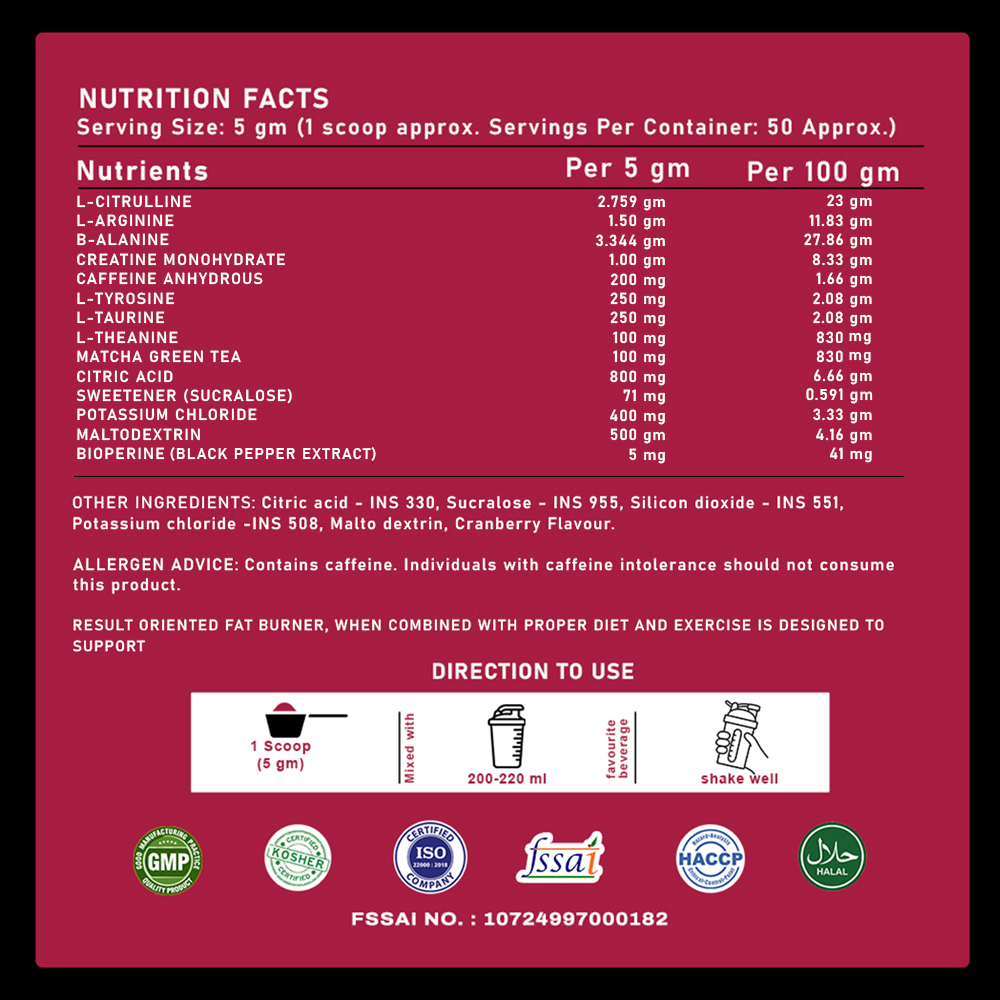 NUTRITION FACTS
Serving Size: 5 gm (1 scoop approx. Servings Per Container: 50 Approx.)
Nutrients Per 5 gm Per 100 gm
L-CITRULLINE 2.759 gm 23 gm
L-ARGININE 1.50 gm 11.83 gm
B-ALANINE 3.344 gm 27.86 gm
CREATINE MONOHYDRATE 1.00 gm 8.33 gm
CAFFEINE ANHYDROUS 200 mg 1.66 gm
L-TYROSINE 250 mg 2.08 gm
L-TAURINE 250 mg 2.08 gm
L-THEANINE 100 mg 830 mg
MATCHA GREEN TEA 100 mg 830 mg
CITRIC ACID 800 mg 6.66 gm
SWEETENER (SUCRALOSE) 71 mg 0.591 gm
POTASSIUM CHLORIDE 400 mg 3.33 gm
MALTODEXTRIN 500 gm 4.16 gm
BIOPERINE (BLACK PEPPER EXTRACT) 5 mg 41 mg
OTHER INGREDIENTS: Citric acid - INS 330, Sucralose - INS 955, Silicon dioxide - INS 551,
Potassium chloride -INS 508, Malto dextrin, Cranberry Flavour.
ALLERGEN ADVICE: Contains caffeine. Individuals with caffeine intolerance should not consume
this product.
RESULT ORIENTED FAT BURNER, WHEN COMBINED WITH PROPER DIET AND EXERCISE IS DESIGNED TO
SUPPORT
DIRECTION TO USE
1 Scoop
(5 gm)
Mixed with
200-220 ml
favourite
beverage
shake well
GOOD MANUFACTURING PRACTICE
GMP
QUALITY PRODUCT
CERTIFIED
KOSHER
CERTIFIED
CERTIFIED
ISO
22000 : 2018
COMPANY
fssai
Hazard-Analysis
HACCP
Critical-Control-Point
حلال
HALAL
FSSAI NO. : 10724997000182